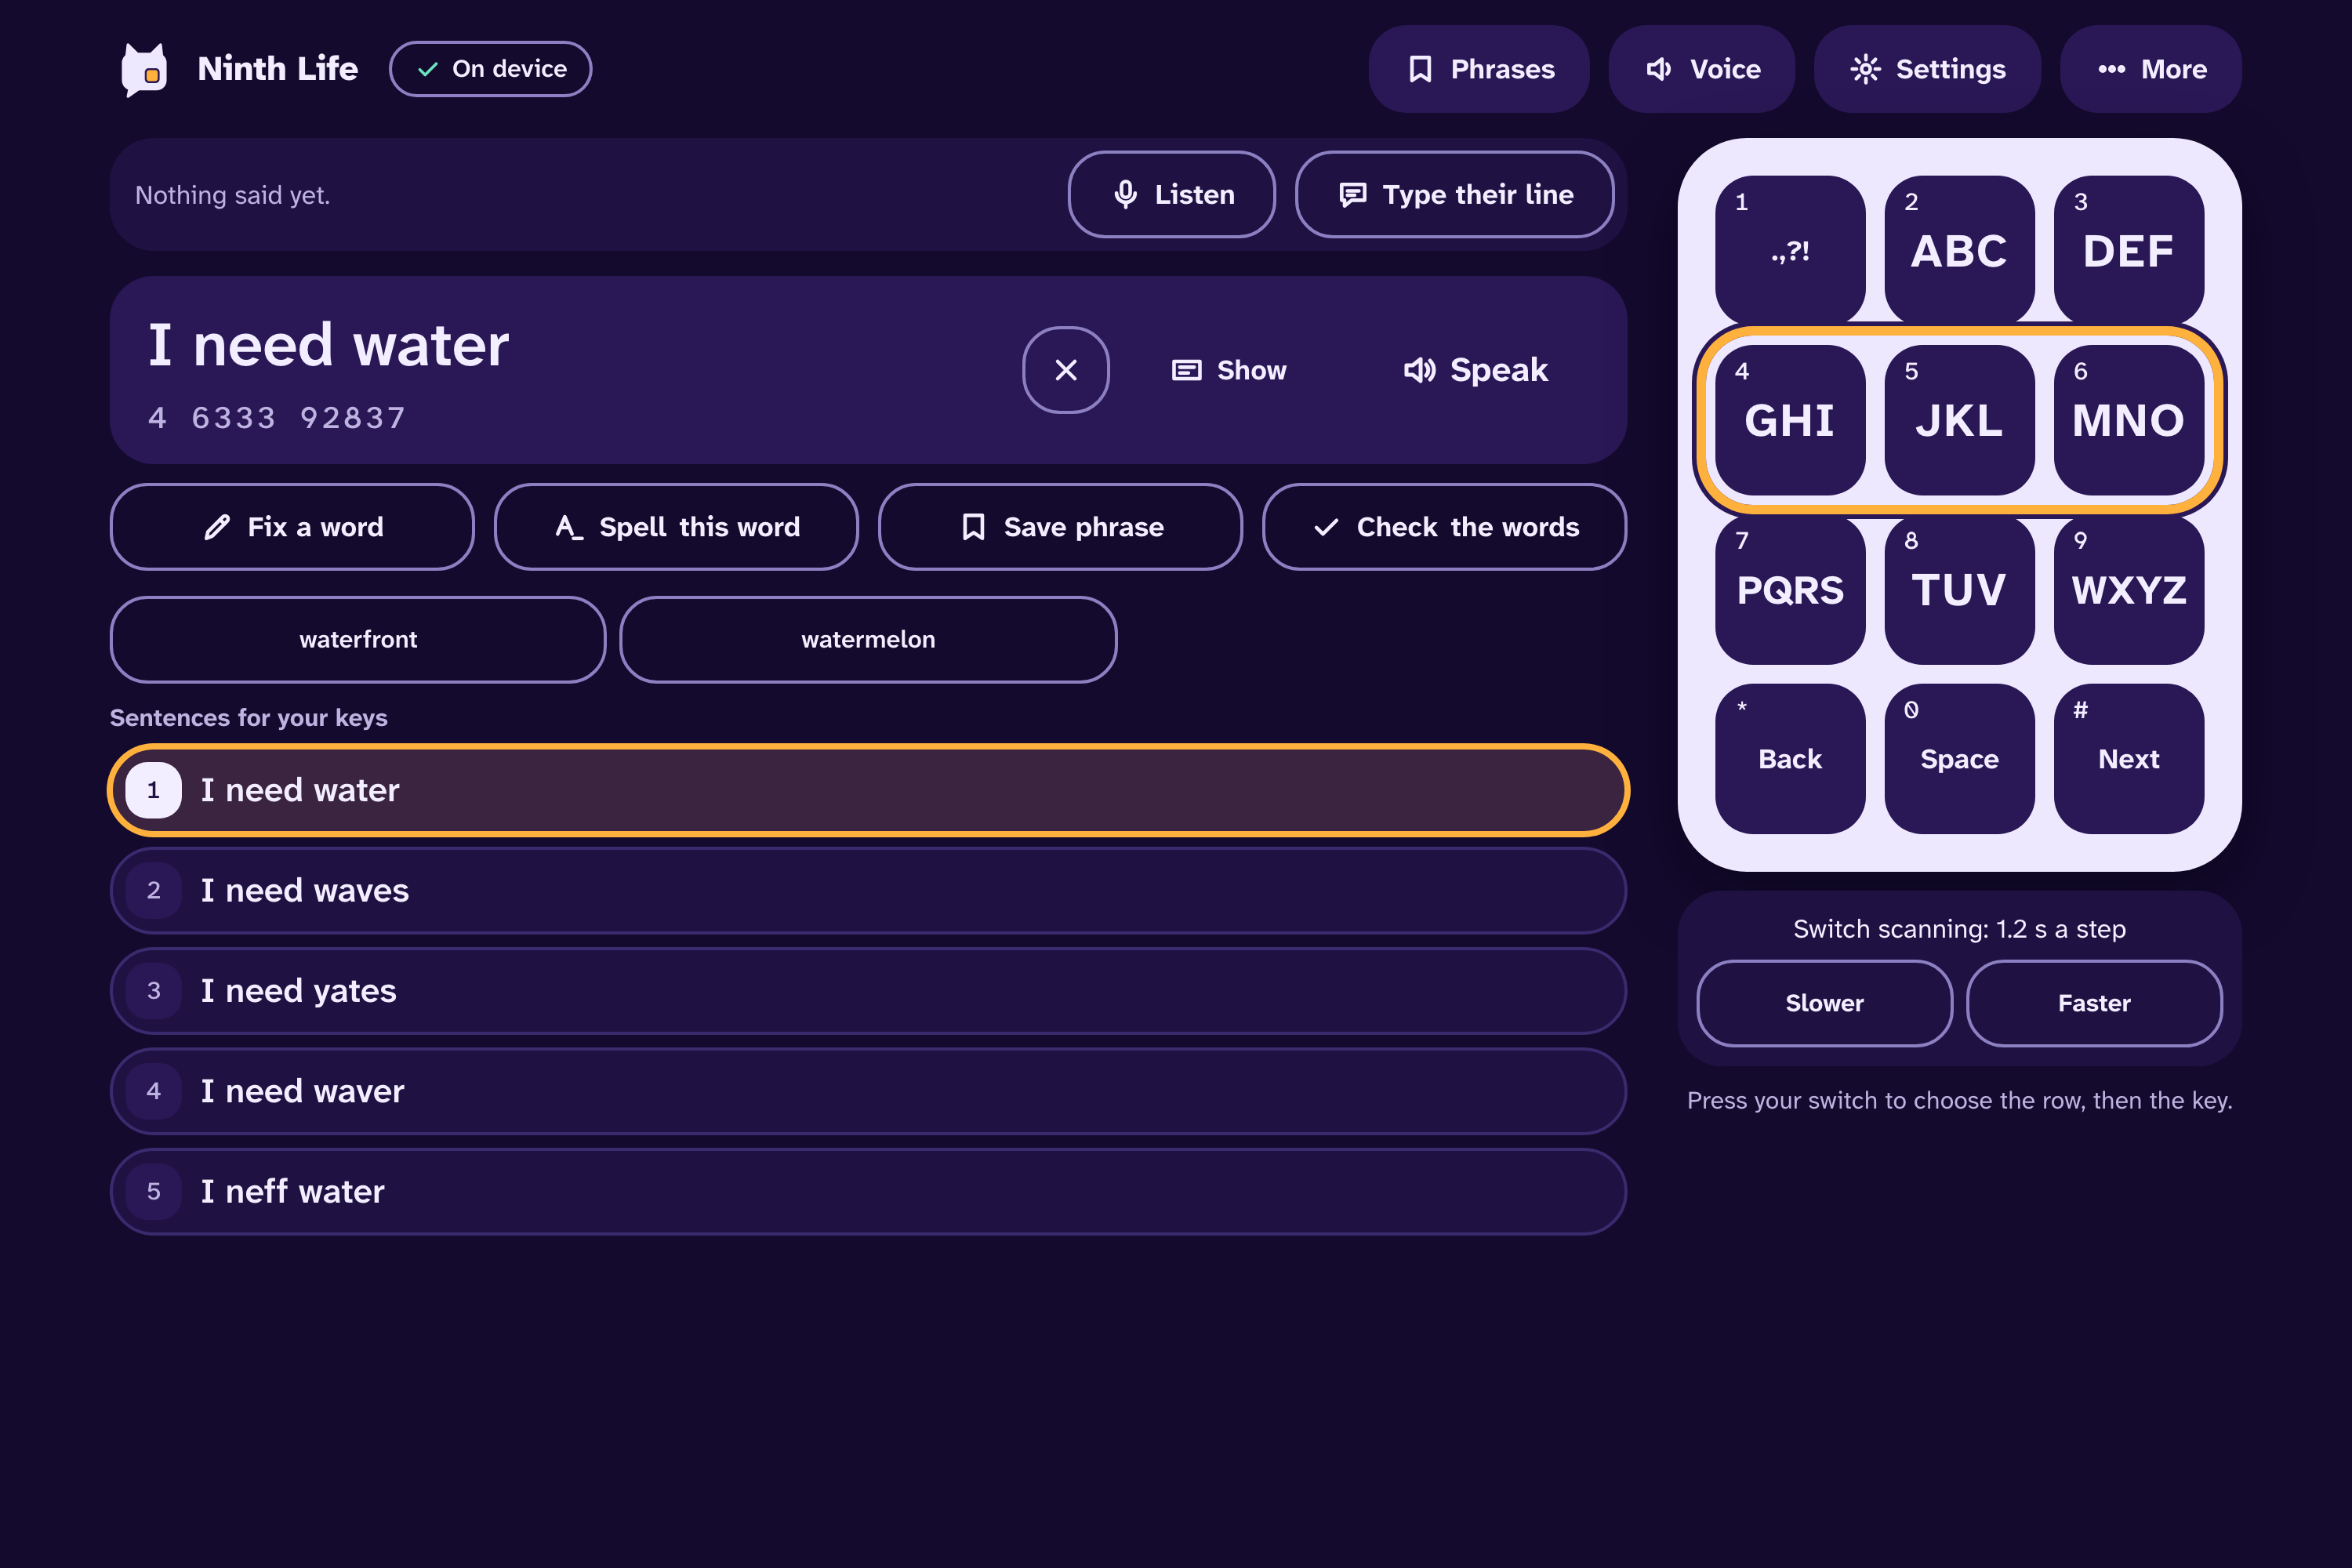 Ninth Life
On device
Phrases
Voice
Settings
More
Nothing said yet.
Listen
Type their line
I need water
4 6333 92837
Show
Speak
Fix a word
Spell this word
Save phrase
Check the words
waterfront
watermelon
Sentences for your keys
1 I need water
2 I need waves
3 I need yates
4 I need waver
5 I neff water
1 .,?!
2 ABC
3 DEF
4 GHI
5 JKL
6 MNO
7 PQRS
8 TUV
9 WXYZ
* Back
0 Space
# Next
Switch scanning: 1.2 s a step
Slower
Faster
Press your switch to choose the row, then the key.